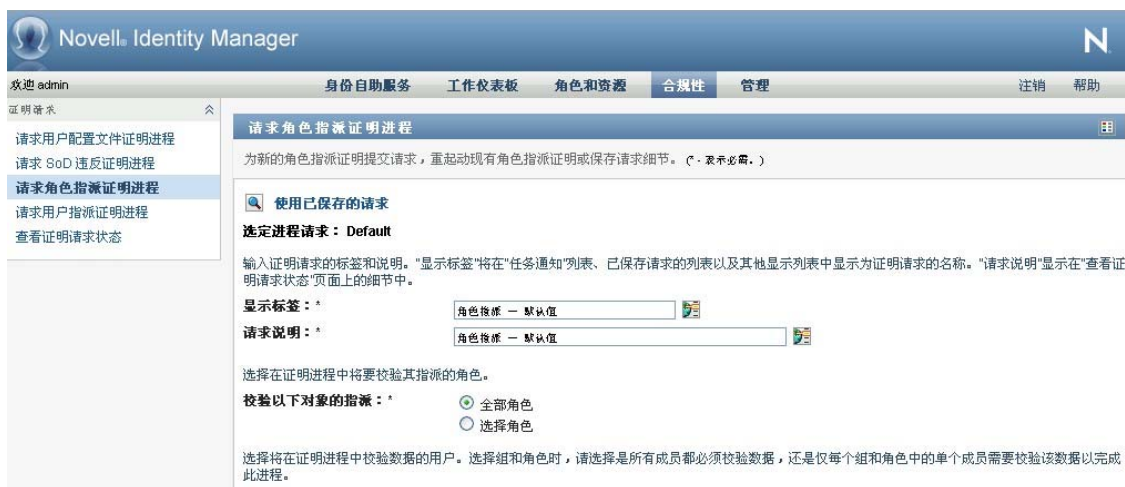 Novell® Identity Manager
N
欢迎 admin
身份自助服务 工作仪表板 角色和资源 合规性 管理 注销 帮助
证明请求
请求用户配置文件证明进程
请求 SoD 违反证明进程
请求角色指派证明进程
请求用户指派证明进程
查看证明请求状态
请求角色指派证明进程
为新的角色指派证明提交请求，重起动现有角色指派证明或保存请求细节。 (* - 表示必需。)
使用已保存的请求
选定进程请求： Default
输入证明请求的标签和说明。"显示标签"将在"任务通知"列表、已保存请求的列表以及其他显示列表中显示为证明请求的名称。"请求说明"显示在"查看证
明请求状态"页面上的细节中。
显示标签：*
角色指派 — 默认值
请求说明：*
角色指派 — 默认值
选择在证明进程中将要校验其指派的角色。
校验以下对象的指派：*
全部角色
选择角色
选择将在证明进程中校验数据的用户。选择组和角色时，请选择是所有成员都必须校验数据，还是仅每个组和角色中的单个成员需要校验该数据以完成
此进程。